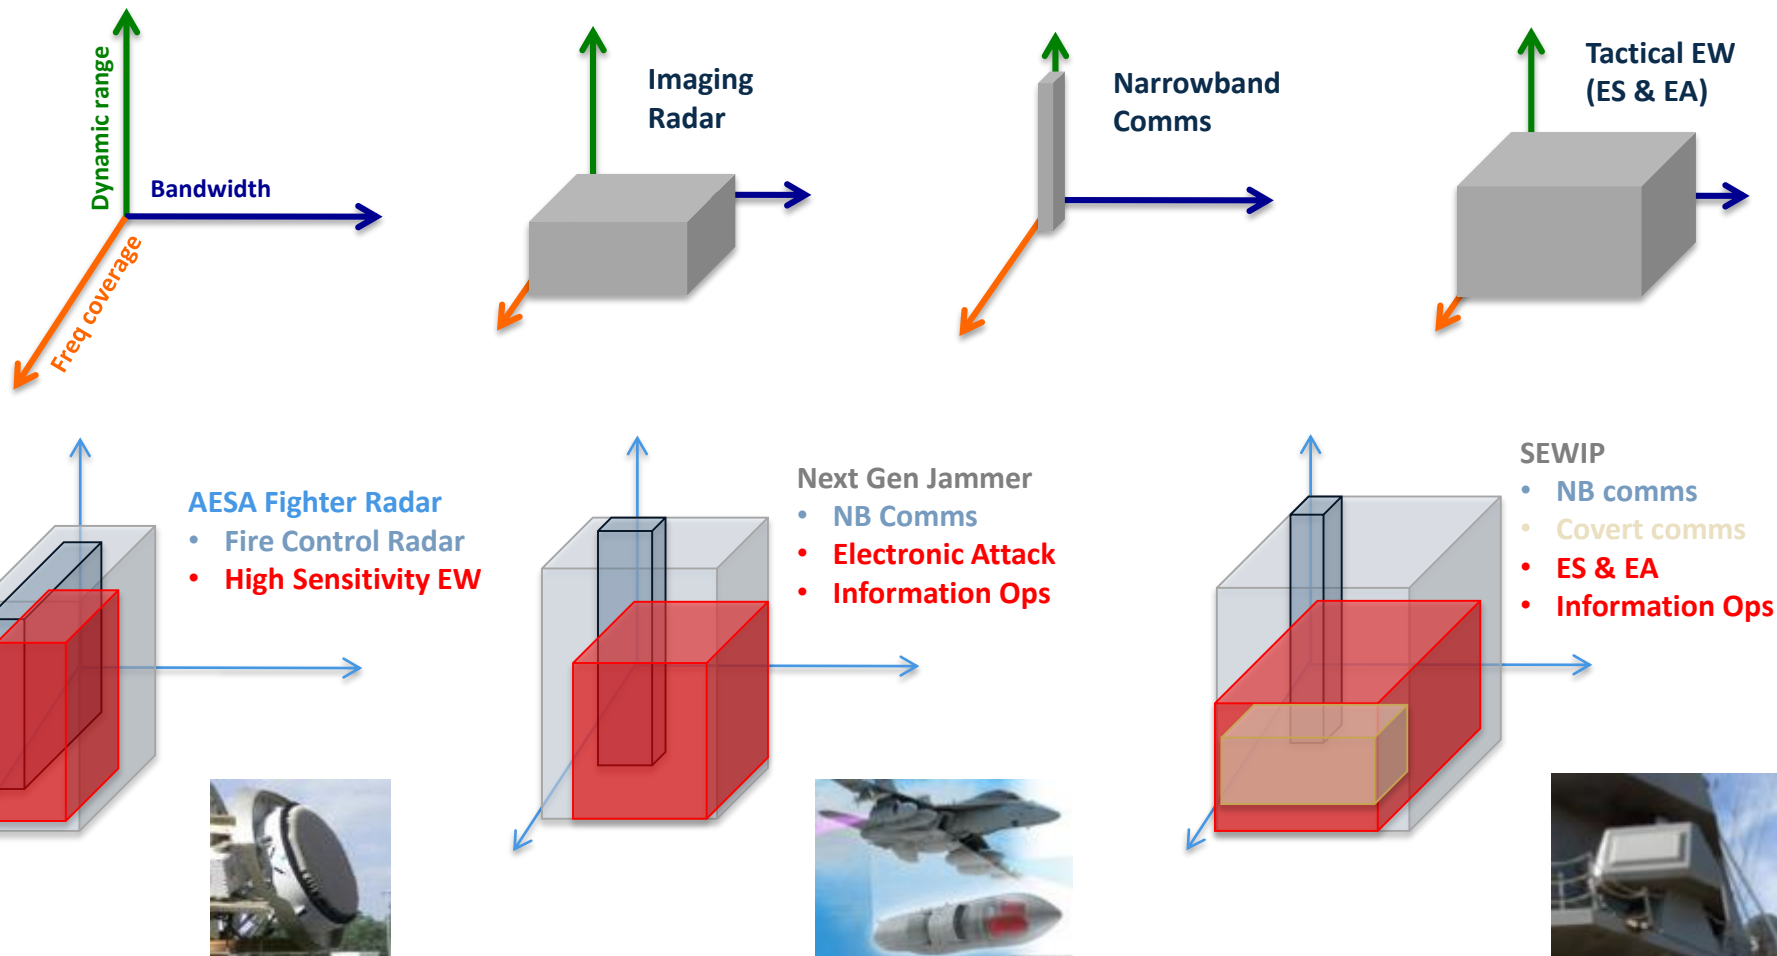 Dynamic range
Bandwidth
Freq coverage
Imaging
Radar
Narrowband
Comms
Tactical EW
(ES & EA)
AESA Fighter Radar
• Fire Control Radar
• High Sensitivity EW
Next Gen Jammer
• NB Comms
• Electronic Attack
• Information Ops
SEWIP
• NB comms
• Covert comms
• ES & EA
• Information Ops